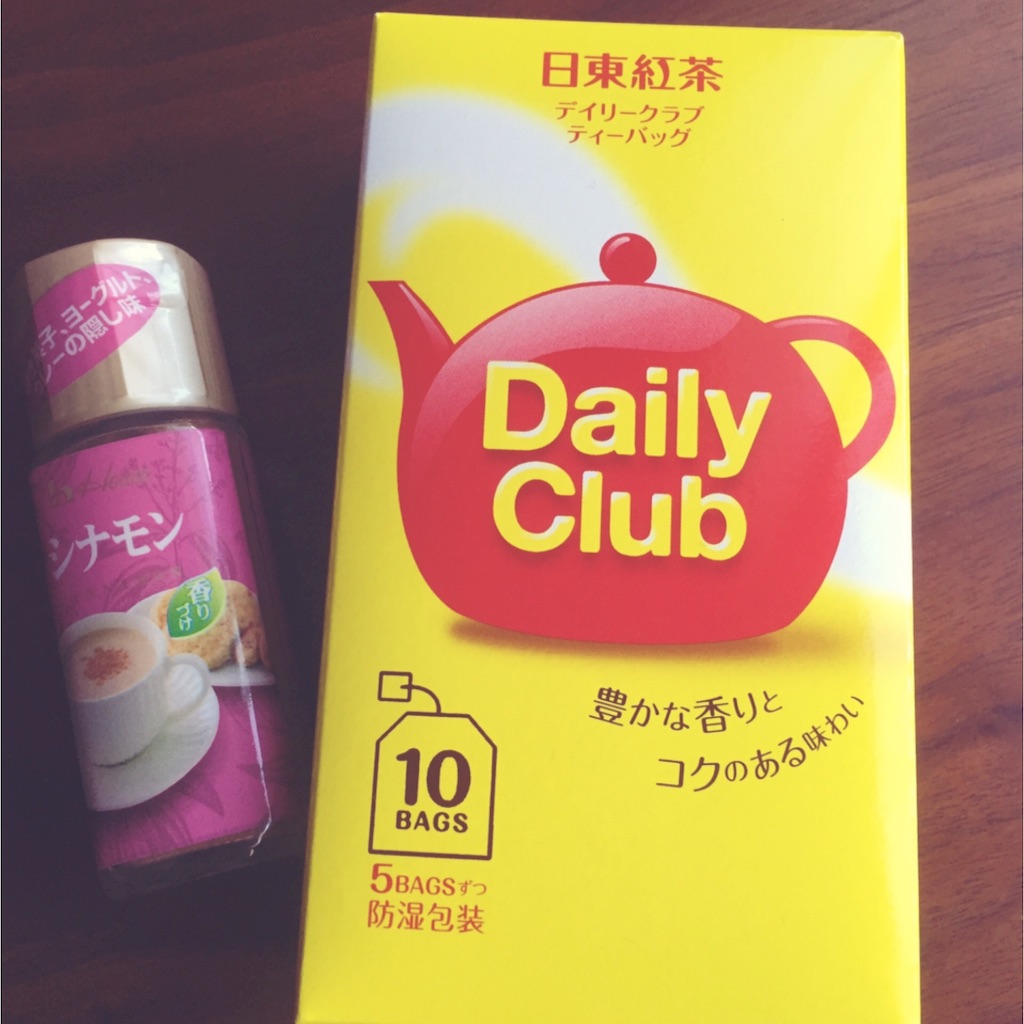 日東紅茶
デイリークラブ
ティーバッグ
Daily
Club
豊かな香りと
コクのある味わい
10
BAGS
5BAGSずつ
防湿包装
子、ヨーグルト・
ーの隠し味
シナモン
香り
づけ